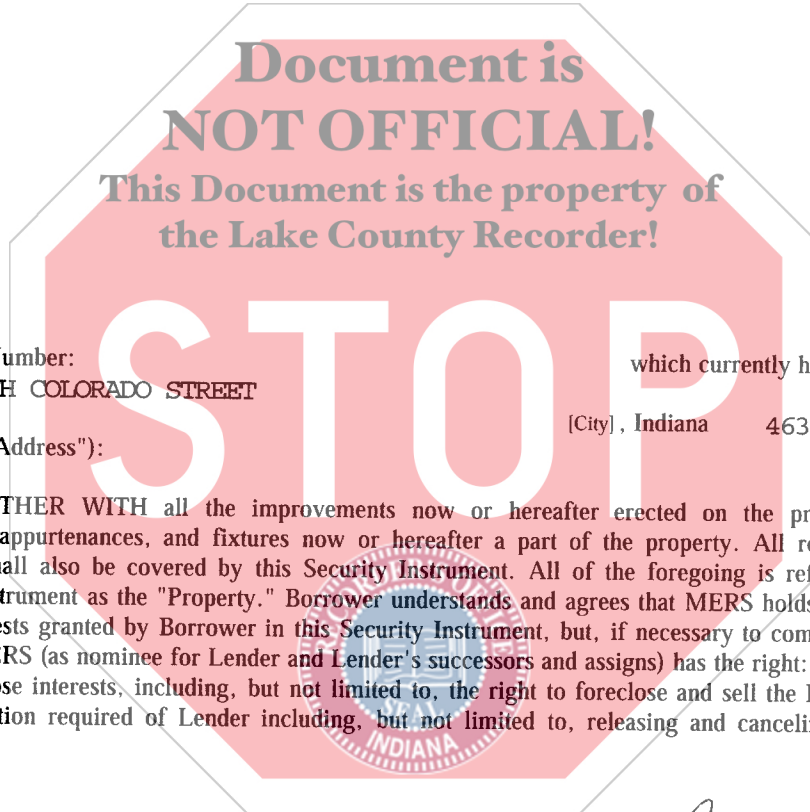 Document is
NOT OFFICIAL!
This Document is the property of
the Lake County Recorder!
STOP
umber: which currently h
H COLORADO STREET
[City] , Indiana 463
Address"):
THER WITH all the improvements now or hereafter erected on the pr
appurtenances, and fixtures now or hereafter a part of the property. All r
all also be covered by this Security Instrument. All of the foregoing is ref
trument as the "Property." Borrower understands and agrees that MERS holds
sts granted by Borrower in this Security Instrument, but, if necessary to com
RS (as nominee for Lender and Lender's successors and assigns) has the right:
se interests, including, but not limited to, the right to foreclose and sell the
tion required of Lender including, but not limited to, releasing and canceli
SEAL
INDIANA